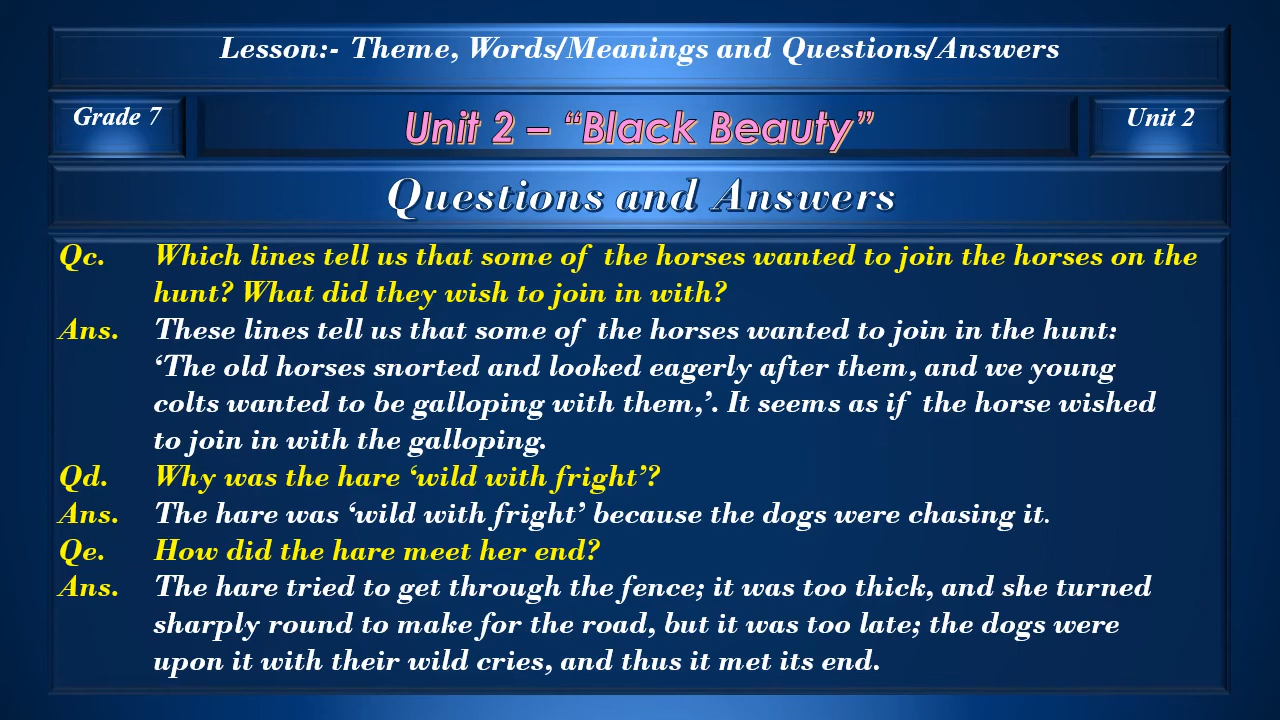 Lesson:- Theme, Words/Meanings and Questions/Answers
Grade 7
Unit 2 – “Black Beauty”
Unit 2
Questions and Answers
Qc. Which lines tell us that some of the horses wanted to join the horses on the
hunt? What did they wish to join in with?
Ans. These lines tell us that some of the horses wanted to join in the hunt:
‘The old horses snorted and looked eagerly after them, and we young
colts wanted to be galloping with them,’. It seems as if the horse wished
to join in with the galloping.
Qd. Why was the hare ‘wild with fright’?
Ans. The hare was ‘wild with fright’ because the dogs were chasing it.
Qe. How did the hare meet her end?
Ans. The hare tried to get through the fence; it was too thick, and she turned
sharply round to make for the road, but it was too late; the dogs were
upon it with their wild cries, and thus it met its end.